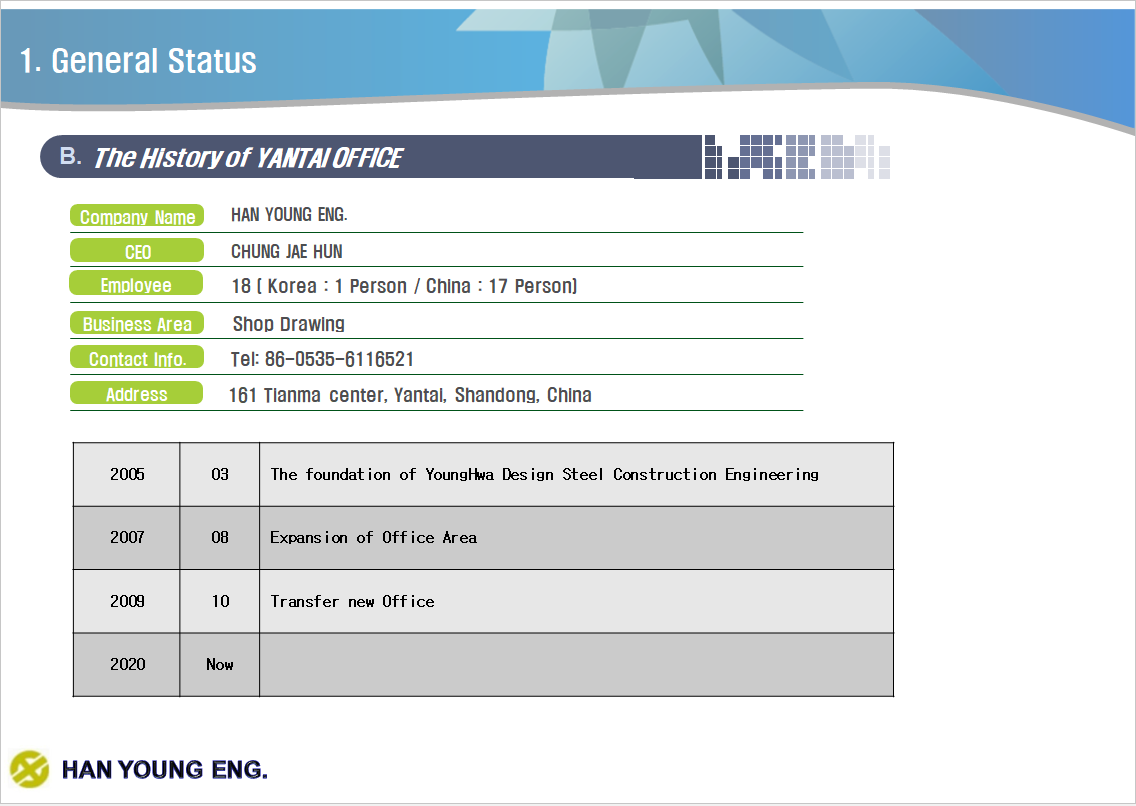 1. General Status
B. The History of YANTAI OFFICE
Company Name HAN YOUNG ENG.
CEO CHUNG JAE HUN
Employee 18 ( Korea : 1 Person / China : 17 Person)
Business Area Shop Drawing
Contact Info. Tel: 86-0535-6116521
Address 161 Tianma center, Yantai, Shandong, China
2005 03 The foundation of YoungHwa Design Steel Construction Engineering
2007 08 Expansion of Office Area
2009 10 Transfer new Office
2020 Now
HAN YOUNG ENG.